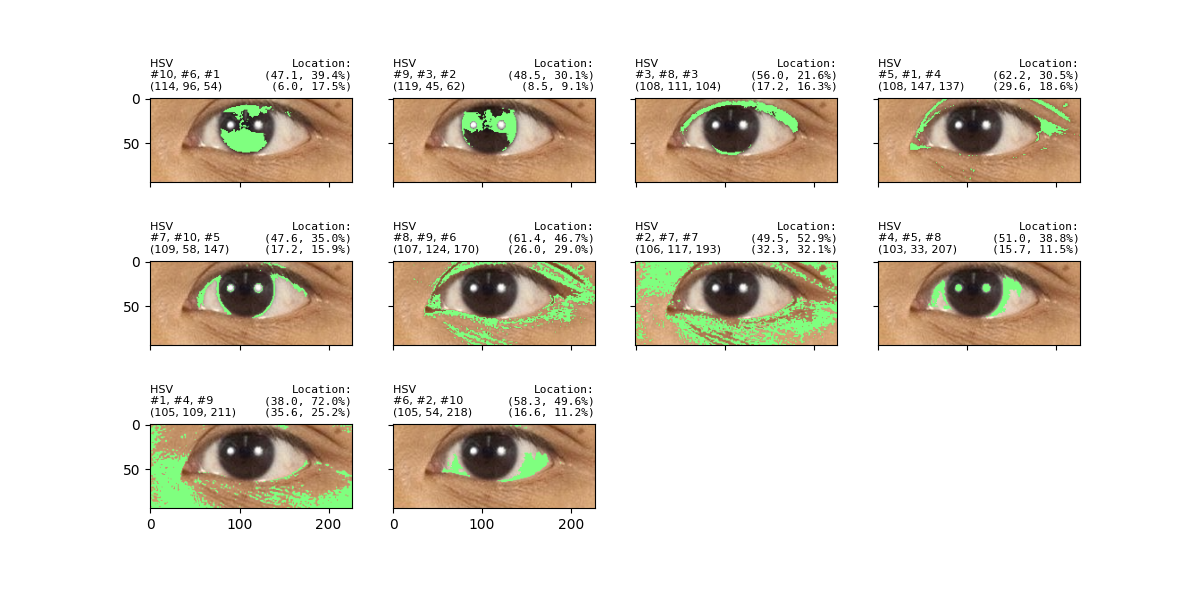 HSV Location:
#10, #6, #1 (47.1, 39.4%)
(114, 96, 54) (6.0, 17.5%)
HSV Location:
#9, #3, #2 (48.5, 30.1%)
(119, 45, 62) (8.5, 9.1%)
HSV Location:
#3, #8, #3 (56.0, 21.6%)
(108, 111, 104) (17.2, 16.3%)
HSV Location:
#5, #1, #4 (62.2, 30.5%)
(108, 147, 137) (29.6, 18.6%)
0
50
HSV Location:
#7, #10, #5 (47.6, 35.0%)
(109, 58, 147) (17.2, 15.9%)
HSV Location:
#8, #9, #6 (61.4, 46.7%)
(107, 124, 170) (26.0, 29.0%)
HSV Location:
#2, #7, #7 (49.5, 52.9%)
(106, 117, 193) (32.3, 32.1%)
HSV Location:
#4, #5, #8 (51.0, 38.8%)
(103, 33, 207) (15.7, 11.5%)
0
50
HSV Location:
#1, #4, #9 (38.0, 72.0%)
(105, 109, 211) (35.6, 25.2%)
HSV Location:
#6, #2, #10 (58.3, 49.6%)
(105, 54, 218) (16.6, 11.2%)
0
50
0 100 200
0 100 200